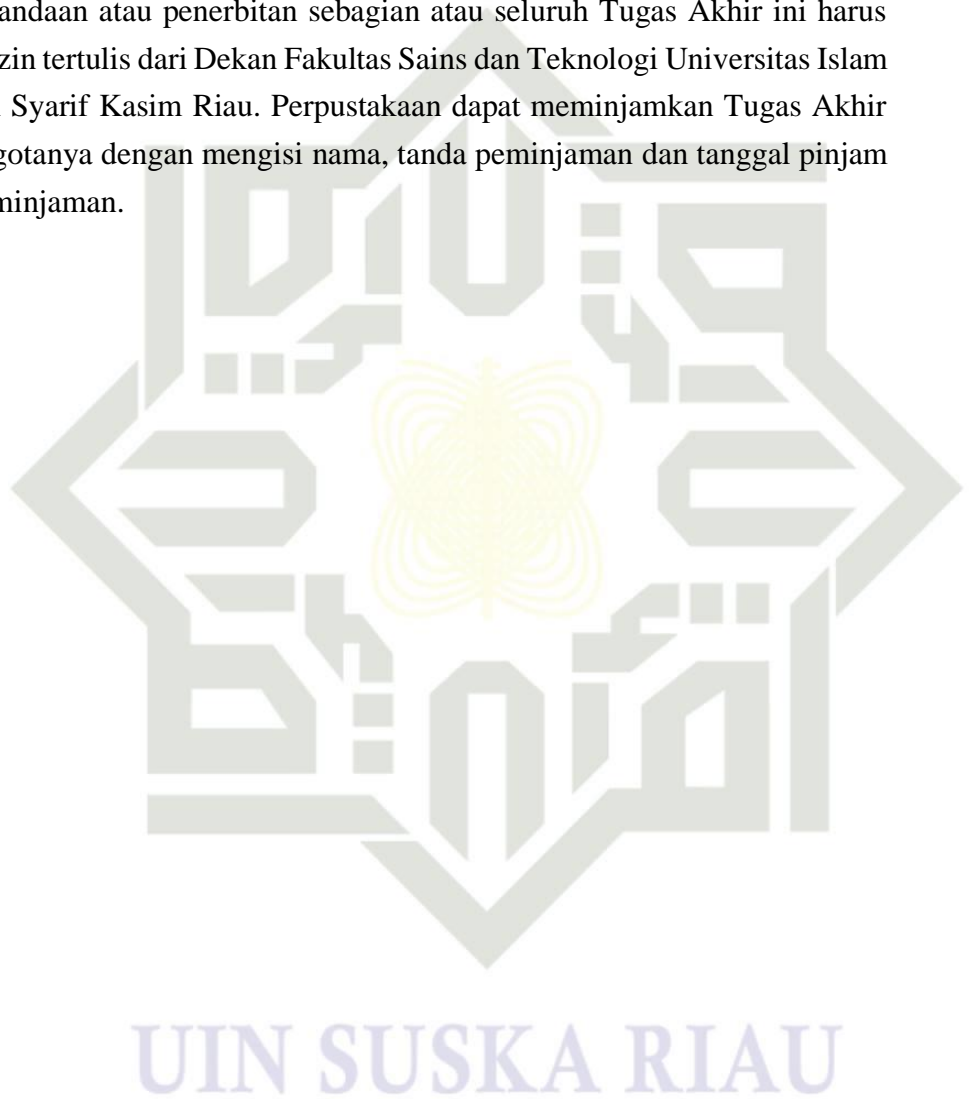 andaan atau penerbitan sebagian atau seluruh Tugas Akhir ini harus
zin tertulis dari Dekan Fakultas Sains dan Teknologi Universitas Islam
Syarif Kasim Riau. Perpustakaan dapat meminjamkan Tugas Akhir
gotanya dengan mengisi nama, tanda peminjaman dan tanggal pinjam
minjaman.
UIN SUSKA RIAU